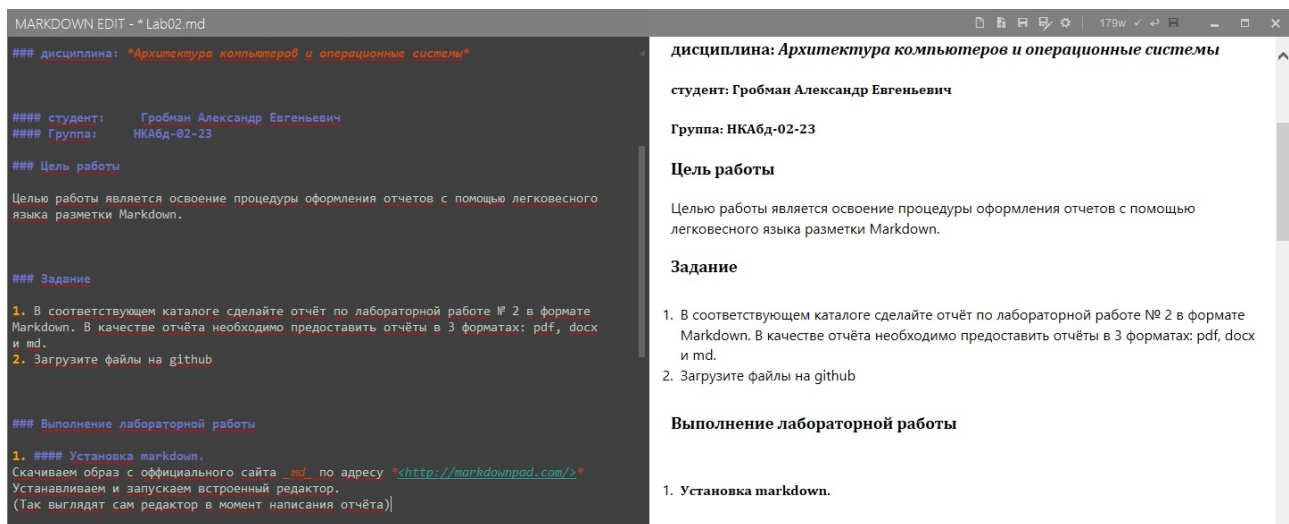 MARKDOWN EDIT - * Lab02.md
179w
### дисциплина: *Архитектура компьютеров и операционные системы*
#### студент: Гробман Александр Евгеньевич
#### Группа: НКАбд-02-23
### Цель работы
Целью работы является освоение процедуры оформления отчетов с помощью легковесного
языка разметки Markdown.
### Задание
1. В соответствующем каталоге сделайте отчёт по лабораторной работе № 2 в формате
Markdown. В качестве отчёта необходимо предоставить отчёты в 3 форматах: pdf, docx
и md.
2. Загрузите файлы на github
### Выполнение лабораторной работы
1. #### Установка markdown.
Скачиваем образ с оффициального сайта _md_ по адресу *<http://markdownpad.com/>*
Устанавливаем и запускаем встроенный редактор.
(Так выглядят сам редактор в момент написания отчёта)
дисциплина: Архитектура компьютеров и операционные системы
студент: Гробман Александр Евгеньевич
Группа: НКАбд-02-23
Цель работы
Целью работы является освоение процедуры оформления отчетов с помощью
легковесного языка разметки Markdown.
Задание
1. В соответствующем каталоге сделайте отчёт по лабораторной работе № 2 в формате
Markdown. В качестве отчёта необходимо предоставить отчёты в 3 форматах: pdf, docx
и md.
2. Загрузите файлы на github
Выполнение лабораторной работы
1. Установка markdown.